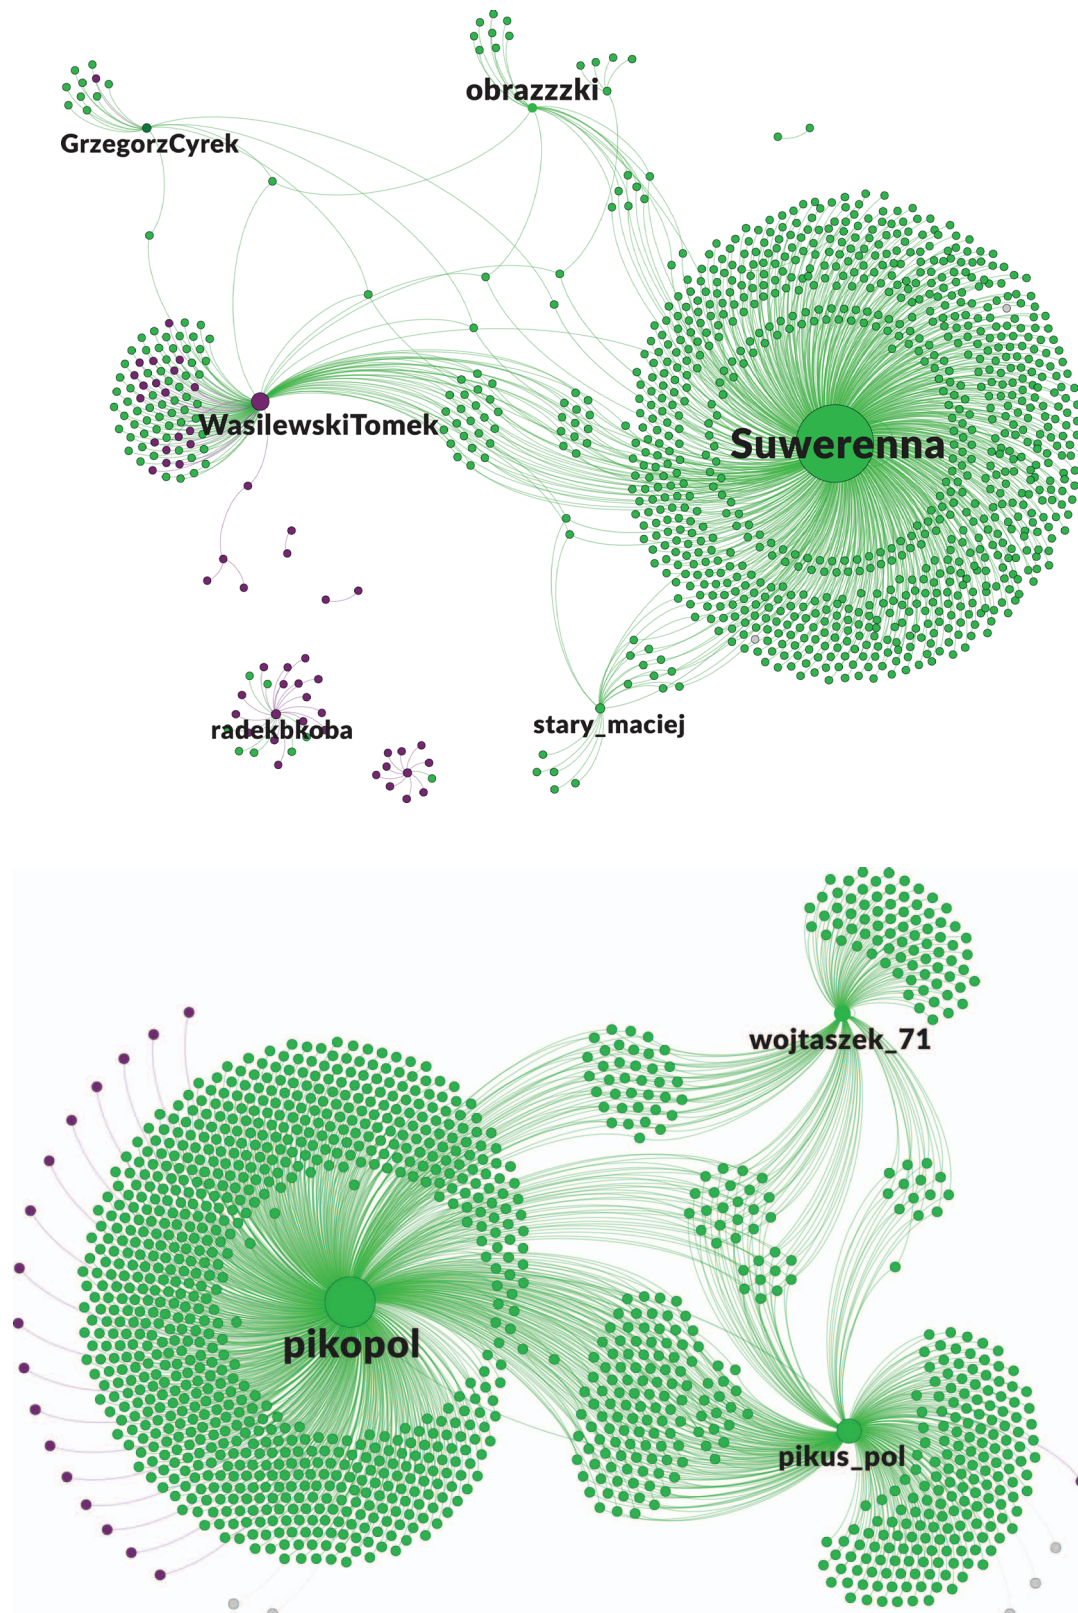 obrazzzki
GrzegorzCyrek
WasilewskiTomek
Suwerenna
radekbkoba
stary_maciej
wojtaszek_71
pikopol
pikus_pol